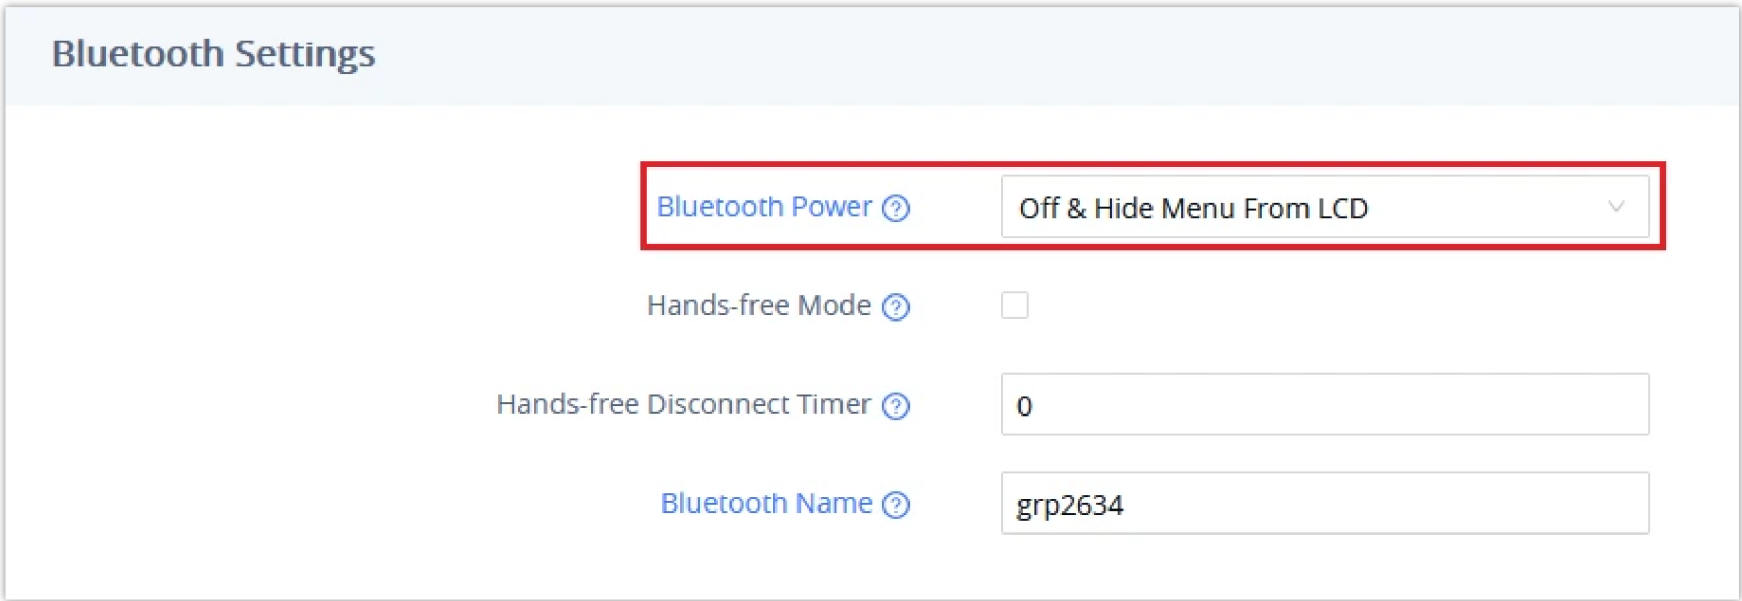 Bluetooth Settings
Bluetooth Power ? Off & Hide Menu From LCD
Hands-free Mode ?
Hands-free Disconnect Timer ? 0
Bluetooth Name ? grp2634